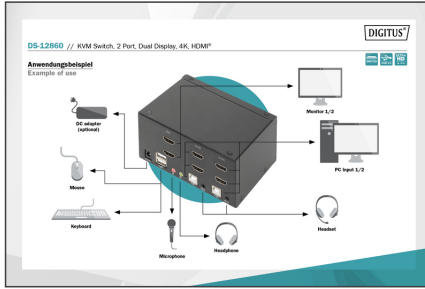 DIGITUS®
DS-12860 // KVM Switch, 2 Port, Dual Display, 4K, HDMI®
Anwendungsbeispiel
Example of use
Monitor 1/2
DC adapter
(optional)
PC Input 1/2
Mouse
Keyboard
Headset
Headphone
Microphone